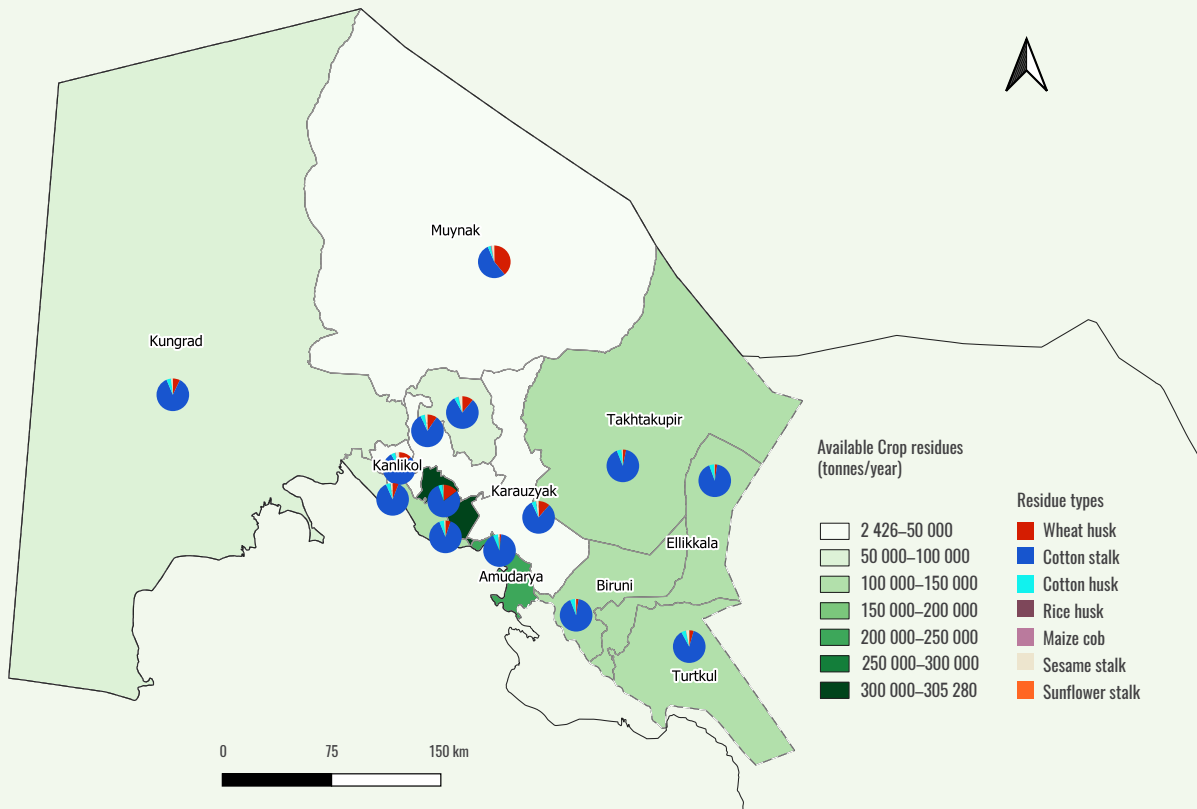 Muynak
Kungrad
Takhtakupir
Kanlikol
Karauzyak
Ellikkala
Amudarya
Biruni
Turtkul
Available Crop residues
(tonnes/year)
2 426–50 000
50 000–100 000
100 000–150 000
150 000–200 000
200 000–250 000
250 000–300 000
300 000–305 280
Residue types
Wheat husk
Cotton stalk
Cotton husk
Rice husk
Maize cob
Sesame stalk
Sunflower stalk
0 75 150 km